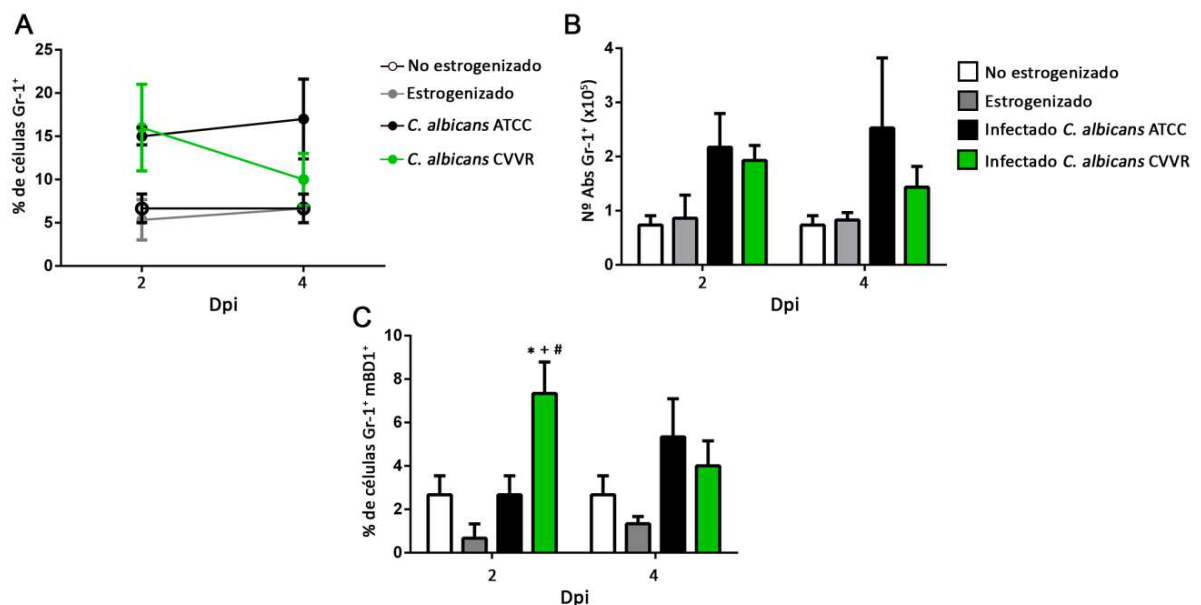 A
% de células Gr-1⁺
25
20
15
10
5
0
2
4
Dpi
No estrogenizado
Estrogenizado
C. albicans ATCC
C. albicans CVVR
B
Nº Abs Gr-1⁺ (x10⁵)
4
3
2
1
0
2
4
Dpi
No estrogenizado
Estrogenizado
Infectado C. albicans ATCC
Infectado C. albicans CVVR
C
% de células Gr-1⁺ mBD1⁺
10
8
6
4
2
0
* + #
2
4
Dpi